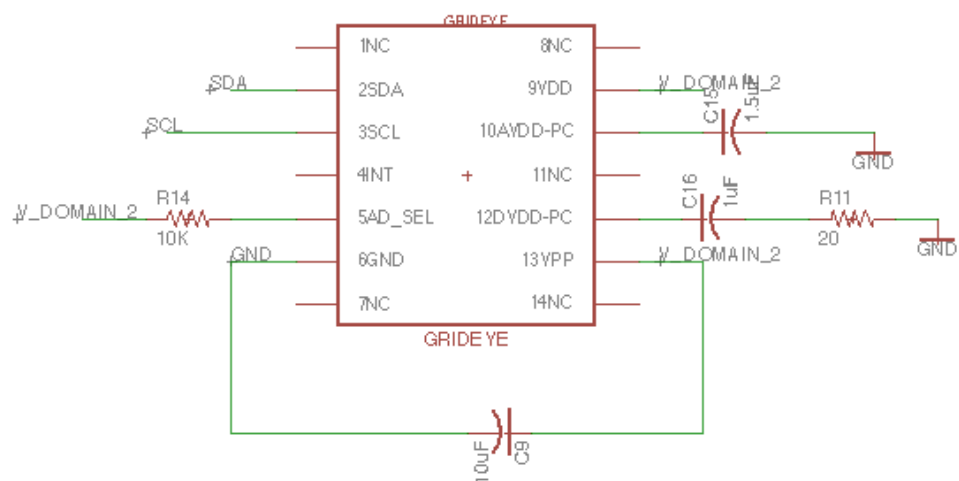 GRIDEYE
1NC
8NC
SDA
2SDA
9VDD
V_DOMAIN_2
C15
1.5uF
SCL
3SCL
10AVDD-PC
GND
4INT
11NC
C16
1uF
V_DOMAIN_2
R14
10K
5AD_SEL
12DVDD-PC
R11
20
GND
GND
6GND
13VPP
V_DOMAIN_2
7NC
14NC
GRIDEYE
10uF
C9